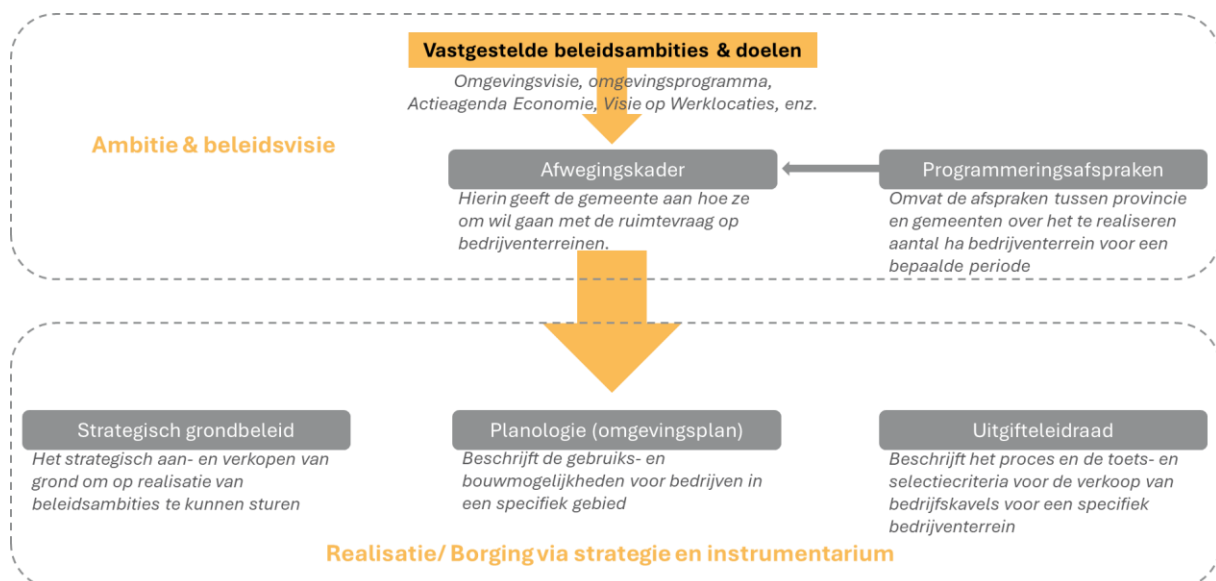 Vastgestelde beleidsambities & doelen
Omgevingsvisie, omgevingsprogramma,
Actieagenda Economie, Visie op Werklocaties, enz.
Ambitie & beleidsvisie
Afwegingskader
Hierin geeft de gemeente aan hoe ze
om wil gaan met de ruimtevraag op
bedrijventerreinen.
Programmeringsafspraken
Omvat de afspraken tussen provincie
en gemeenten over het te realiseren
aantal ha bedrijventerrein voor een
bepaalde periode
Strategisch grondbeleid
Het strategisch aan- en verkopen van
grond om op realisatie van
beleidsambities te kunnen sturen
Planologie (omgevingsplan)
Beschrijft de gebruiks- en
bouwmogelijkheden voor bedrijven in
een specifiek gebied
Uitgifteleidraad
Beschrijft het proces en de toets- en
selectiecriteria voor de verkoop van
bedrijfskavels voor een specifiek
bedrijventerrein
Realisatie/ Borging via strategie en instrumentarium